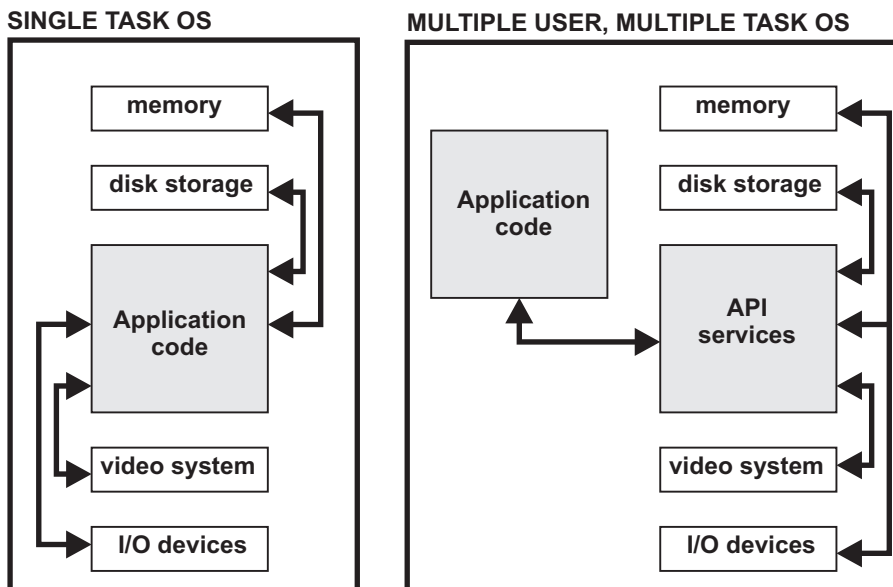 SINGLE TASK OS
memory
disk storage
Application
code
video system
I/O devices
MULTIPLE USER, MULTIPLE TASK OS
Application
code
memory
disk storage
API
services
video system
I/O devices